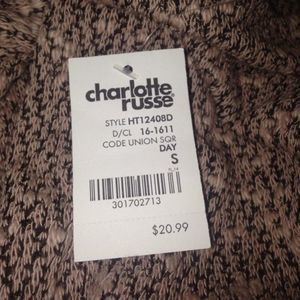 charlotte
russe
STYLE HT12408D
D/CL 16-1611
CODE UNION SQR
DAY
S
301702713
$20.99